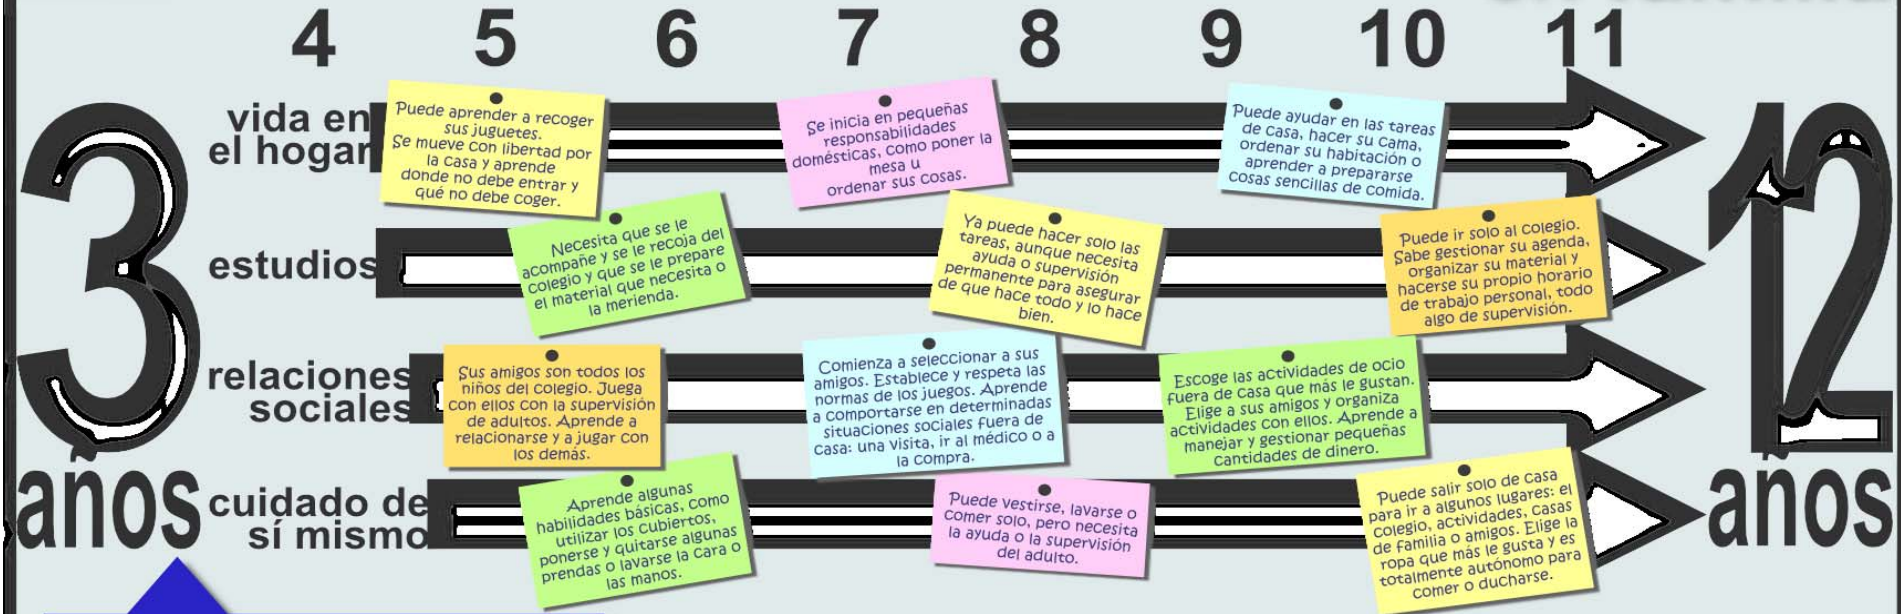 4 5 6 7 8 9 10 11
3
años
12
años
vida en
el hogar
Puede aprender a recoger
sus juguetes.
Se mueve con libertad por
la casa y aprende
donde no debe entrar y
qué no debe coger.
Se inicia en pequeñas
responsabilidades
domésticas, como poner la
mesa u
ordenar sus cosas.
Puede ayudar en las tareas
de casa, hacer su cama,
ordenar su habitación o
aprender a prepararse
cosas sencillas de comida.
estudios
Necesita que se le
acompañe y se le recoja del
colegio y que se le prepare
el material que necesita o
la merienda.
Ya puede hacer solo las
tareas, aunque necesita
ayuda o supervisión
permanente para asegurar
de que hace todo y lo hace
bien.
Puede ir solo al colegio.
Sabe gestionar su agenda,
organizar su material y
hacerse su propio horario
de trabajo personal, todo
algo de supervisión.
relaciones
sociales
Sus amigos son todos los
niños del colegio. Juega
con ellos con la supervisión
de adultos. Aprende a
relacionarse y a jugar con
los demás.
Comienza a seleccionar a sus
amigos. Establece y respeta las
normas de los juegos. Aprende
a comportarse en determinadas
situaciones sociales fuera de
casa: una visita, ir al médico o a
la compra.
Escoge las actividades de ocio
fuera de casa que más le gustan.
Elige a sus amigos y organiza
actividades con ellos. Aprende a
manejar y gestionar pequeñas
cantidades de dinero.
cuidado de
sí mismo
Aprende algunas
habilidades básicas, como
utilizar los cubiertos,
ponerse y quitarse algunas
prendas o lavarse la cara o
las manos.
Puede vestirse, lavarse o
comer solo, pero necesita
la ayuda o la supervisión
del adulto.
Puede salir solo de casa
para ir a algunos lugares: el
colegio, actividades, casas
de familia o amigos. Elige la
ropa que más le gusta y es
totalmente autónomo para
comer o ducharse.